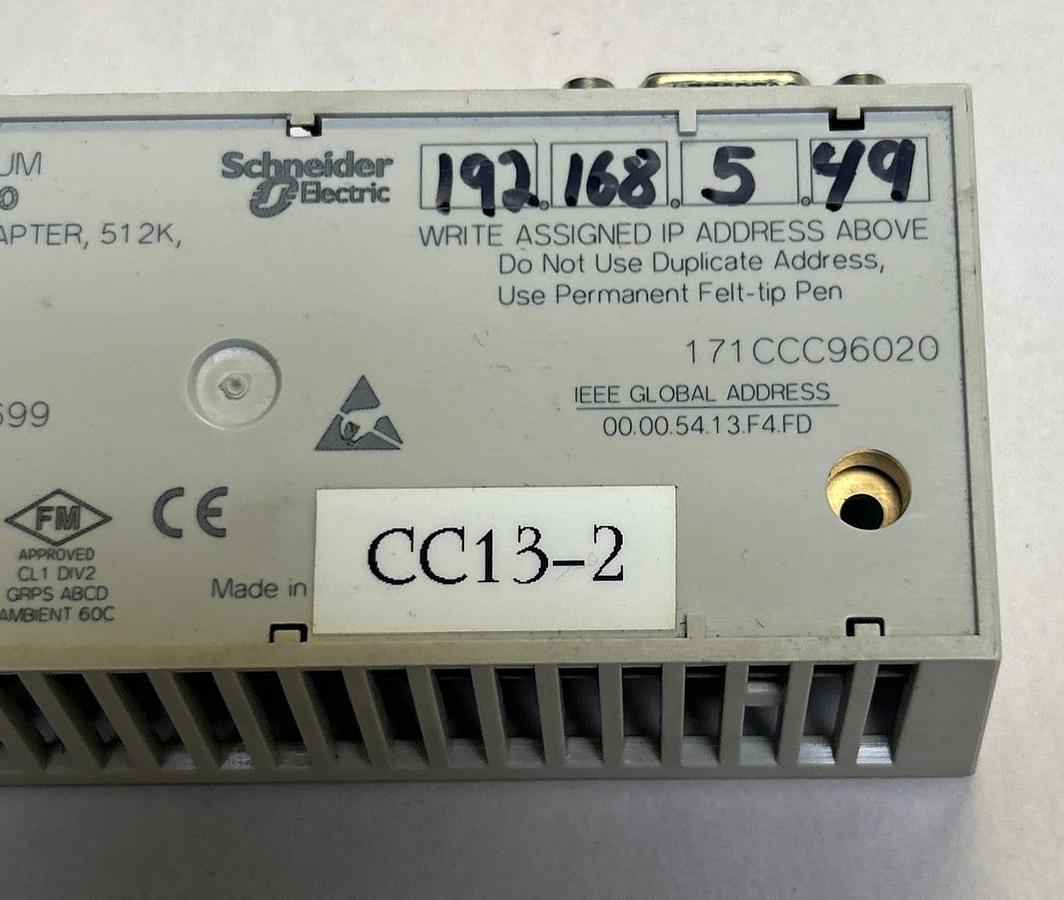 UM
Schneider
Electric
192.168.5.49
0
APTER, 512K,
WRITE ASSIGNED IP ADDRESS ABOVE
Do Not Use Duplicate Address,
Use Permanent Felt-tip Pen
171CCC96020
IEEE GLOBAL ADDRESS
00.00.54.13.F4.FD
699
FM
APPROVED
CL1 DIV2
GRPS ABCD
AMBIENT 60C
CE
Made in
CC13-2